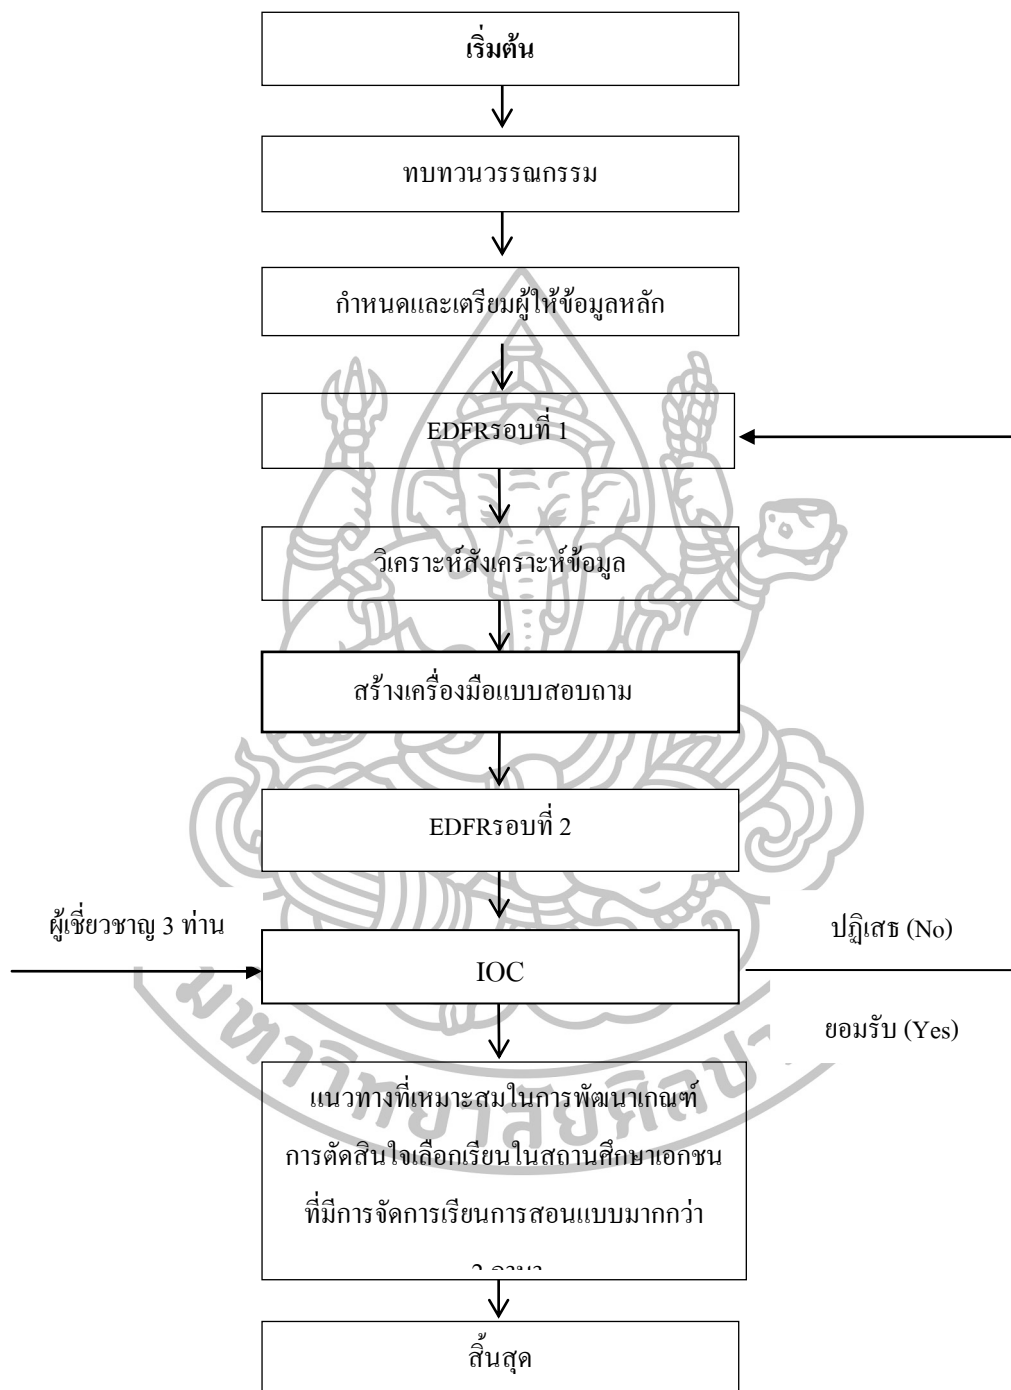 เริ่มต้น
ทบทวนวรรณกรรม
กำหนดและเตรียมผู้ให้ข้อมูลหลัก
EDFRรอบที่ 1
วิเคราะห์สังเคราะห์ข้อมูล
สร้างเครื่องมือแบบสอบถาม
EDFRรอบที่ 2
ผู้เชี่ยวชาญ 3 ท่าน
ปฏิเสธ (No)
IOC
ยอมรับ (Yes)
แนวทางที่เหมาะสมในการพัฒนาเกณฑ์
การตัดสินใจเลือกเรียนในสถานศึกษาเอกชน
ที่มีการจัดการเรียนการสอนแบบมากกว่า
สิ้นสุด